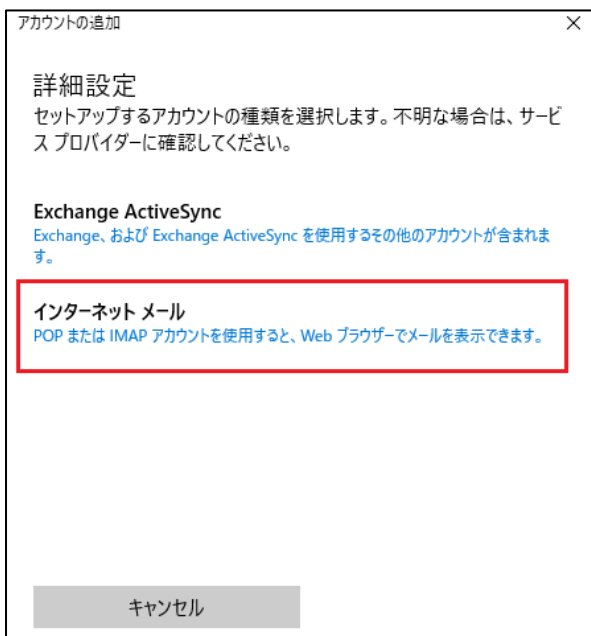 アカウントの追加
詳細設定
セットアップするアカウントの種類を選択します。不明な場合は、サービ
ス プロバイダーに確認してください。
Exchange ActiveSync
Exchange、および Exchange ActiveSync を使用するその他のアカウントが含まれま
す。
インターネット メール
POP または IMAP アカウントを使用すると、Web ブラウザーでメールを表示できます。
キャンセル